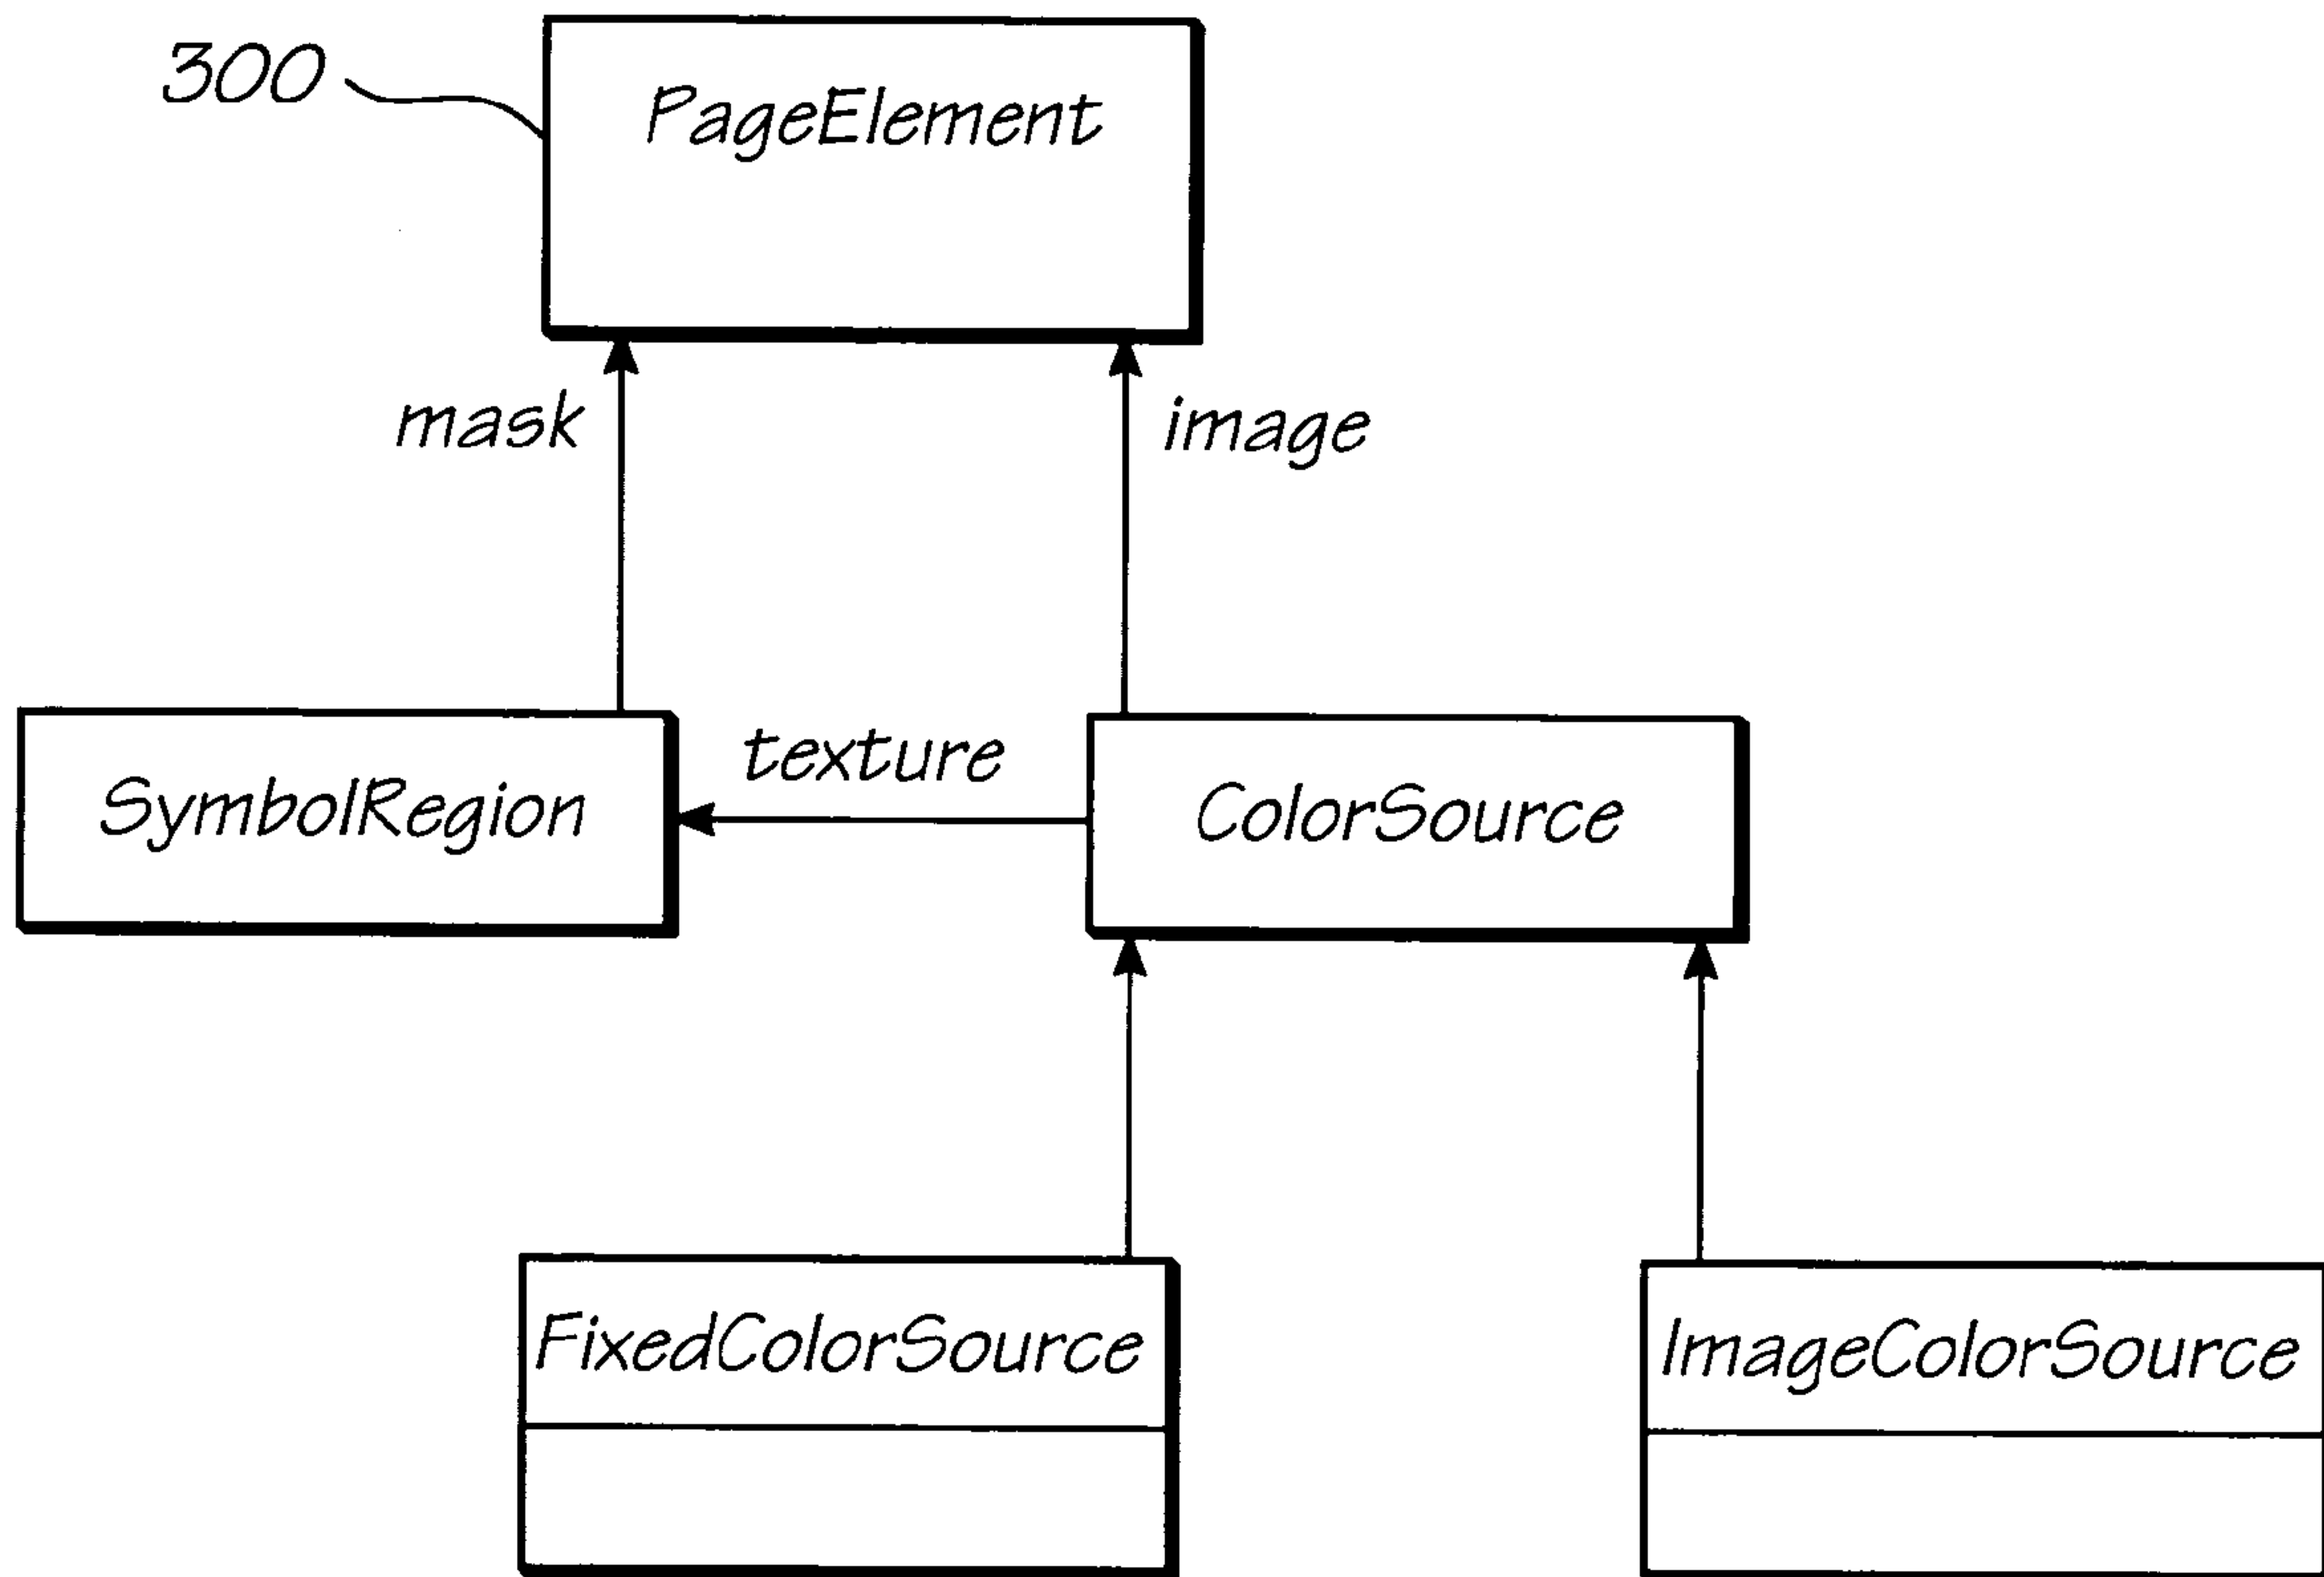 300
PageElement
mask
image
SymbolRegion
texture
ColorSource
FixedColorSource
ImageColorSource